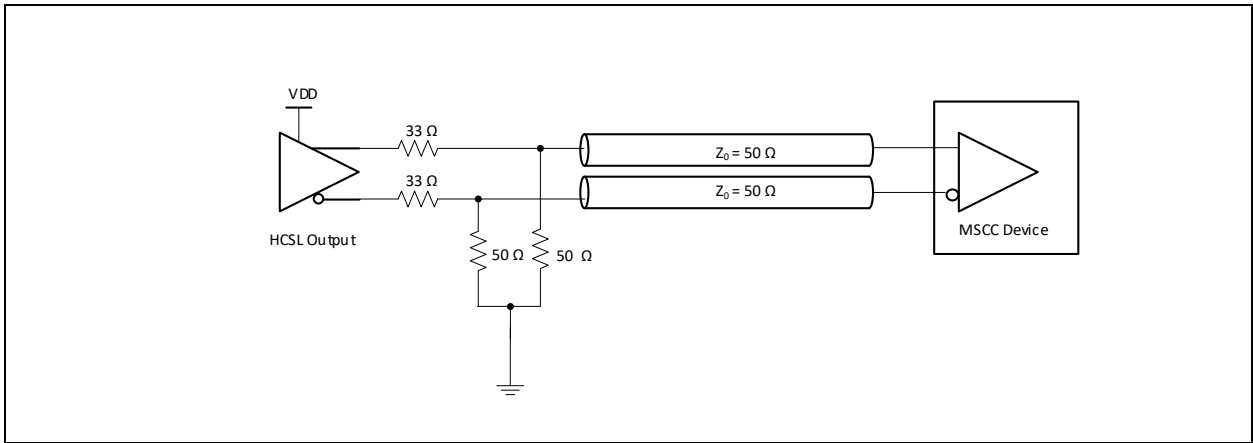 VDD
33 Ω
Z₀ = 50 Ω
33 Ω
Z₀ = 50 Ω
HCSL Output
MSCC Device
50 Ω
50 Ω